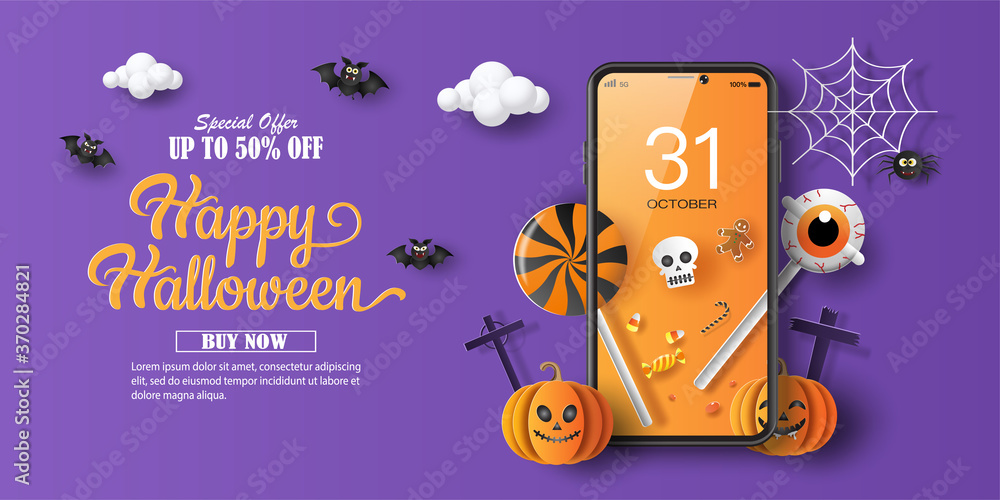 Special Offer
UP TO 50% OFF
Happy
Halloween
BUY NOW
Lorem ipsum dolor sit amet, consectetur
adipiscing elit, sed do eiusmod tempor
incididunt ut labore et dolore magna
aliqua.
5G
100%
31
OCTOBER
Adobe Stock | #370284821